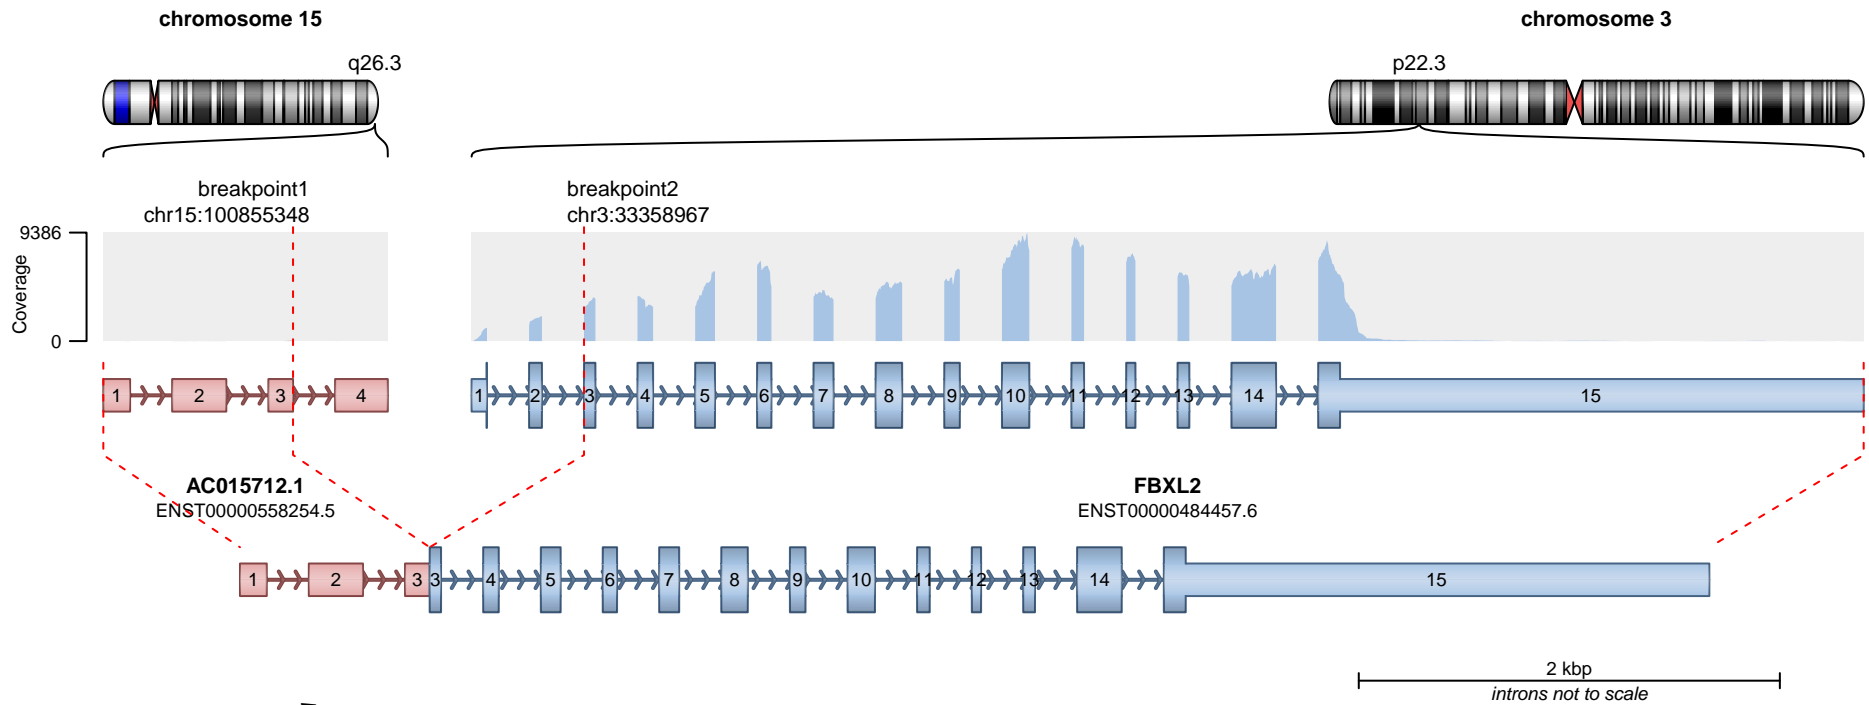 chromosome 15
chromosome 3
q26.3
p22.3
breakpoint1
chr15:100855348
breakpoint2
chr3:33358967
9386
Coverage
0
1 2 3 4
1 2 3 4 5 6 7 8 9 10 11 12 13 14 15
AC015712.1
ENST00000558254.5
FBXL2
ENST00000484457.6
1 2 3 3 4 5 6 7 8 9 10 11 12 13 14 15
2 kbp
introns not to scale